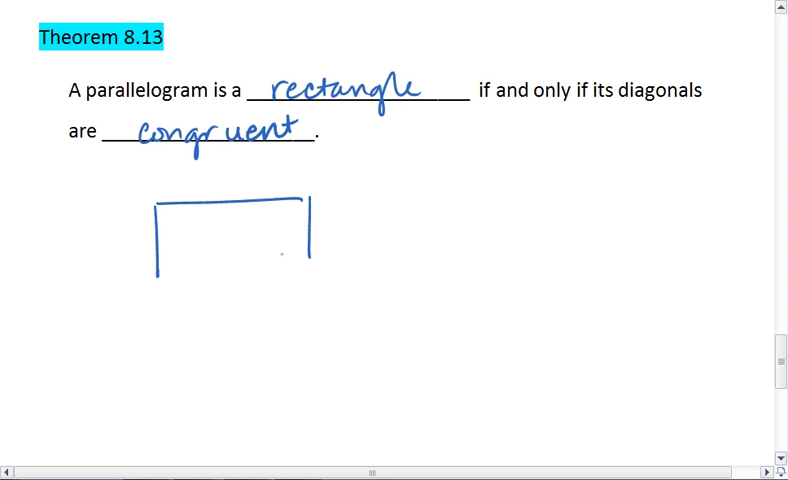 Theorem 8.13
A parallelogram is a rectangle if and only if its diagonals
are congruent.